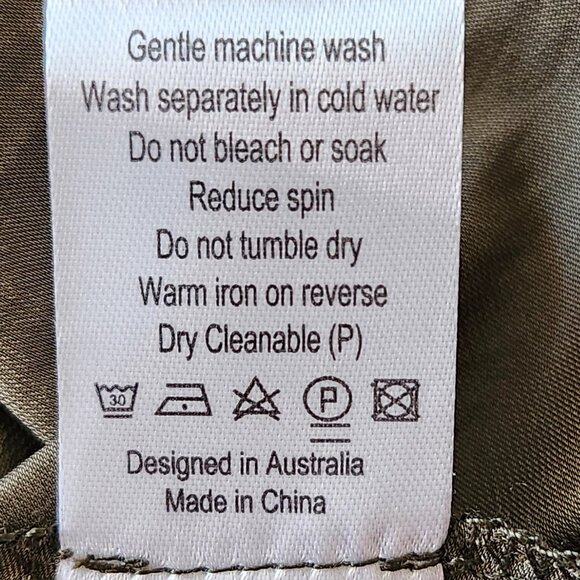 Gentle machine wash
Wash separately in cold water
Do not bleach or soak
Reduce spin
Do not tumble dry
Warm iron on reverse
Dry Cleanable (P)
30 P
Designed in Australia
Made in China